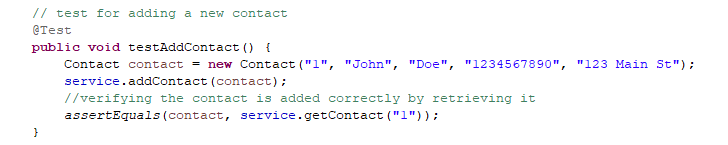 // test for adding a new contact
@Test
public void testAddContact() {
    Contact contact = new Contact("1", "John", "Doe", "1234567890", "123 Main St");
    service.addContact(contact);
    //verifying the contact is added correctly by retrieving it
    assertEquals(contact, service.getContact("1"));
}